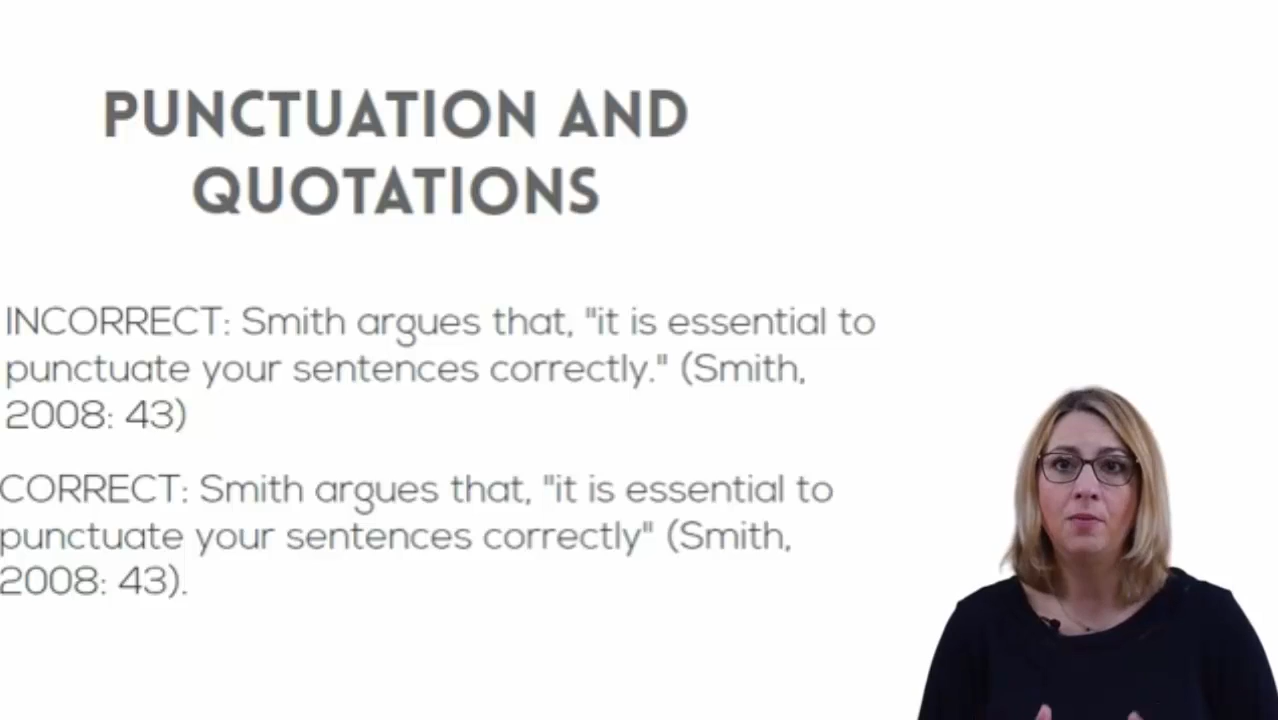 PUNCTUATION AND
QUOTATIONS
INCORRECT: Smith argues that, "it is essential to
punctuate your sentences correctly." (Smith,
2008: 43)
CORRECT: Smith argues that, "it is essential to
punctuate your sentences correctly" (Smith,
2008: 43).